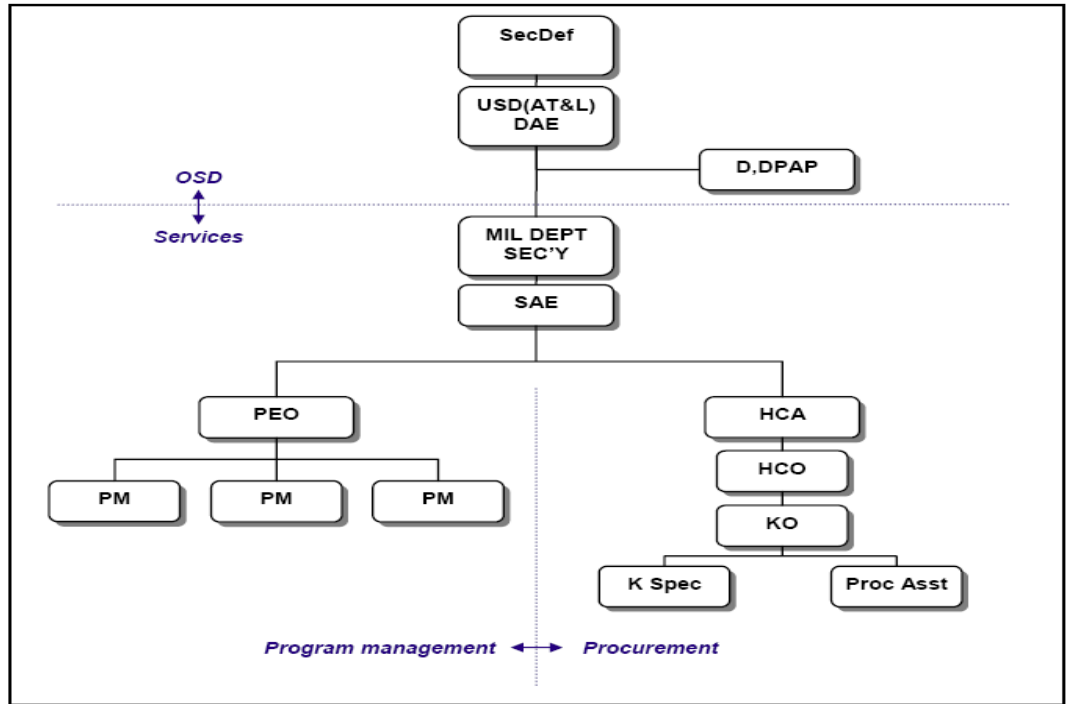 SecDef
USD(AT&L)
DAE
D,DPAP
OSD
Services
MIL DEPT
SEC'Y
SAE
PEO
HCA
PM
PM
PM
HCO
KO
K Spec
Proc Asst
Program management
Procurement